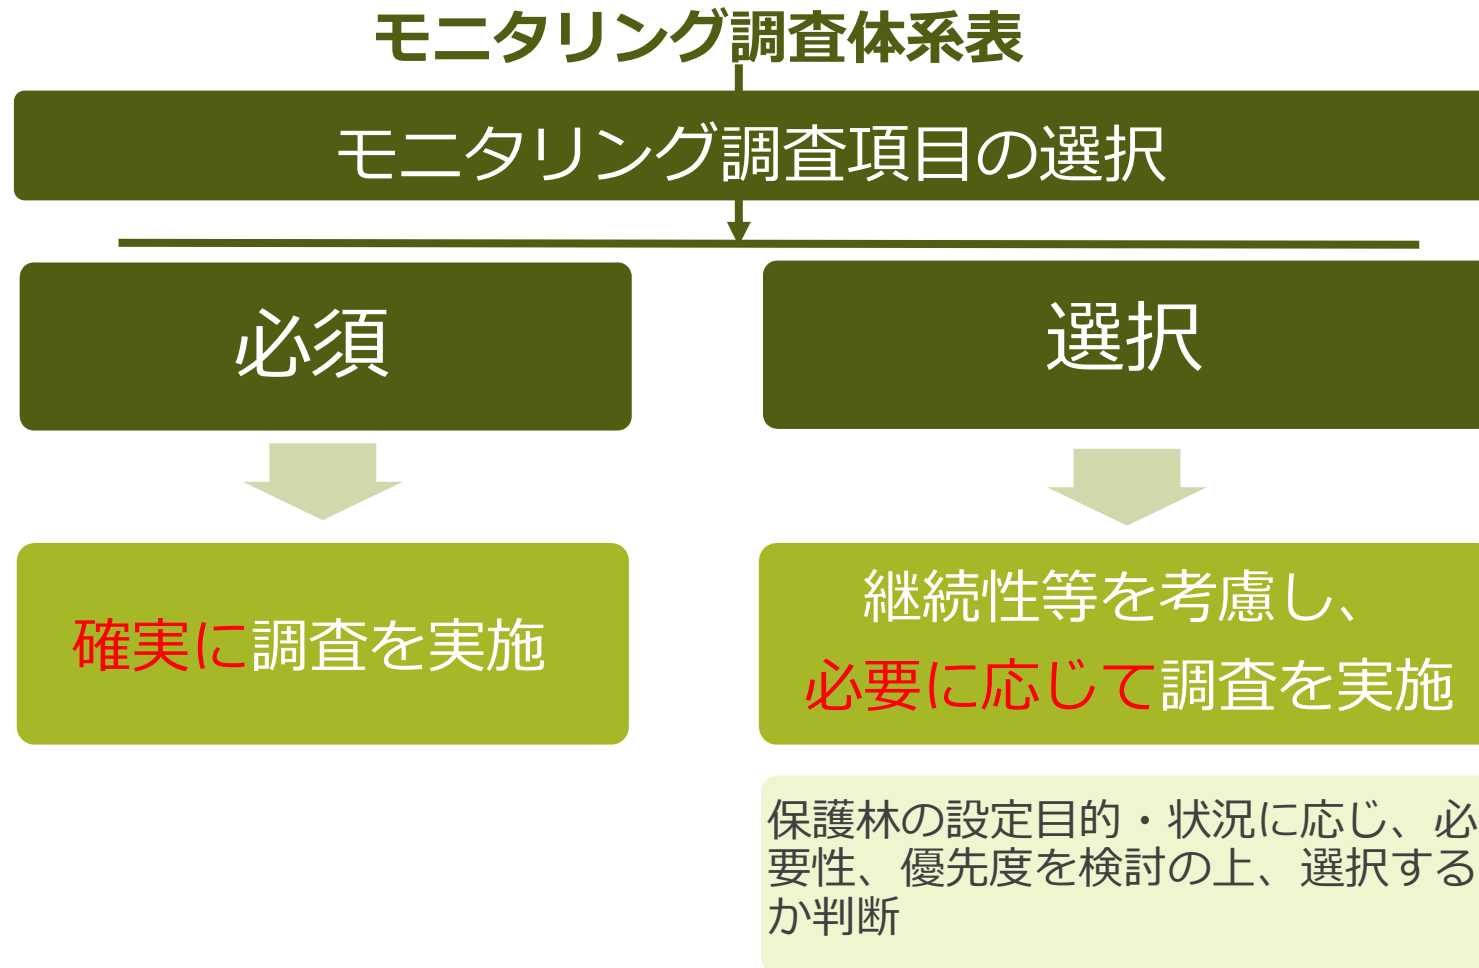 モニタリング調査体系表
モニタリング調査項目の選択
必須
選択
確実に調査を実施
継続性等を考慮し、
必要に応じて調査を実施
保護林の設定目的・状況に応じ、必
要性、優先度を検討の上、選択する
か判断